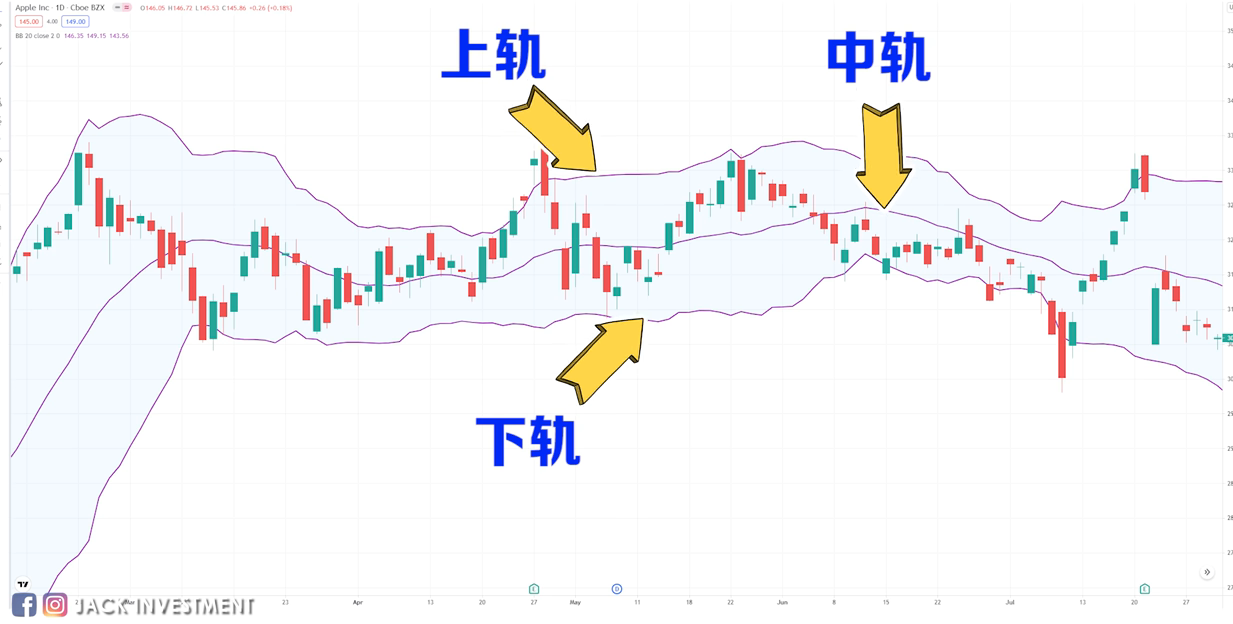 Apple Inc · 1D · Cboe BZX O146.05 H146.72 L145.53 C145.86 +0.26 (+0.18%)
145.00 4.00 149.00
BB 20 close 2 0 146.35 149.15 143.56
上轨
中轨
下轨
23 Apr 13 20 27 May 11 18 22 Jun 8 15 22 Jul 13 20 27
JACK INVESTMENT